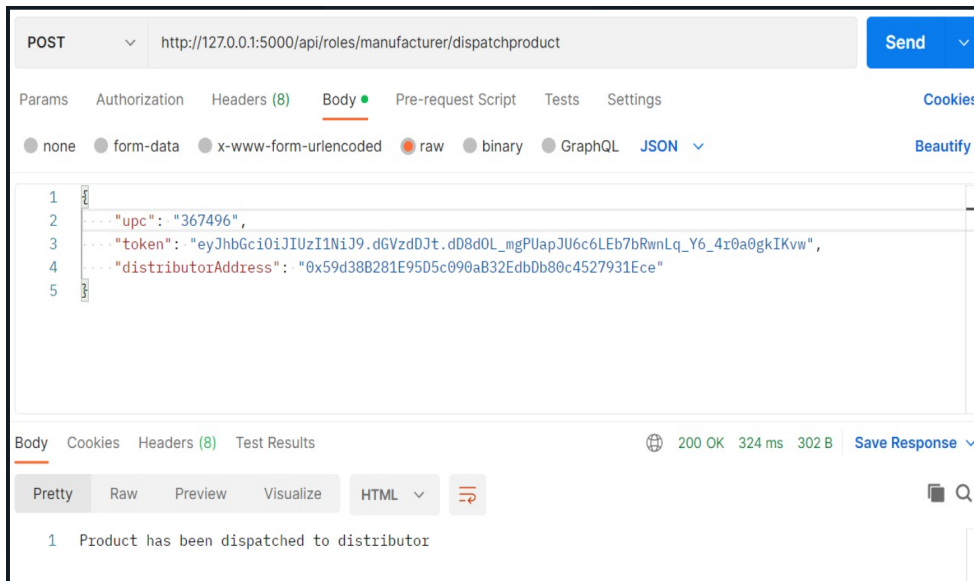 POST http://127.0.0.1:5000/api/roles/manufacturer/dispatchproduct Send
Params Authorization Headers (8) Body Pre-request Script Tests Settings Cookies
none form-data x-www-form-urlencoded raw binary GraphQL JSON Beautify
1 {
2 "upc": "367496",
3 "token": "eyJhbGciOiJIUzI1NiJ9.dGVzdDJt.dD8dOL_mgPUapJU6c6LEb7bRwnLq_Y6_4r0a0gkIKvw",
4 "distributorAddress": "0x59d38B281E95D5c090aB32EdbDb80c4527931Ece"
5 }
Body Cookies Headers (8) Test Results 200 OK 324 ms 302 B Save Response
Pretty Raw Preview Visualize HTML
1 Product has been dispatched to distributor